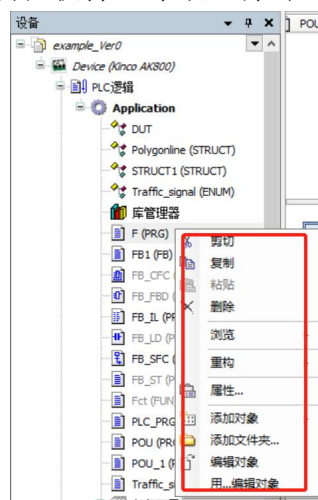 设备
POU
example_Ver0
Device (Kinco AK800)
PLC逻辑
Application
DUT
Polygonline (STRUCT)
STRUCT1 (STRUCT)
Traffic_signal (ENUM)
库管理器
F (PRG)
FB1 (FB)
FB_CFC (
FB_FBD (
FB_IL (PR
FB_LD (P
FB_SFC (
FB_ST (P
Fct (FUN
PLC_PRG
POU (PR
POU_1 (F
Traffic_s
剪切
复制
粘贴
删除
浏览
重构
属性...
添加对象
添加文件夹...
编辑对象
用...编辑对象